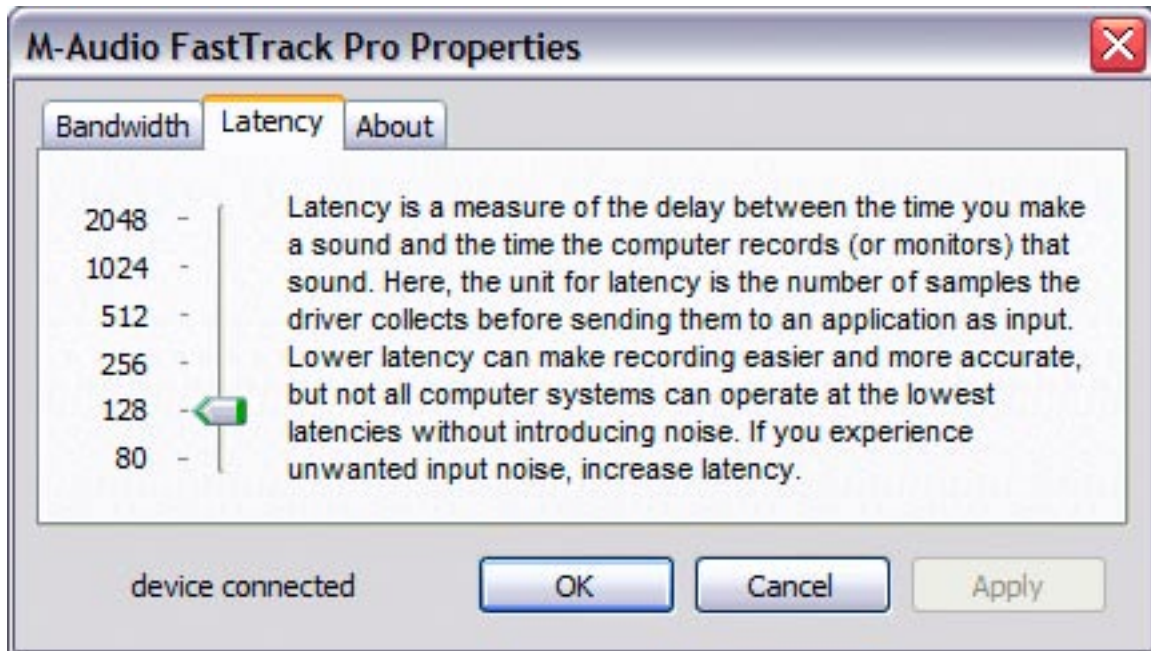 M-Audio FastTrack Pro Properties
Bandwidth Latency About
2048
1024
512
256
128
80
Latency is a measure of the delay between the time you make
a sound and the time the computer records (or monitors) that
sound. Here, the unit for latency is the number of samples the
driver collects before sending them to an application as input.
Lower latency can make recording easier and more accurate,
but not all computer systems can operate at the lowest
latencies without introducing noise. If you experience
unwanted input noise, increase latency.
device connected OK Cancel Apply